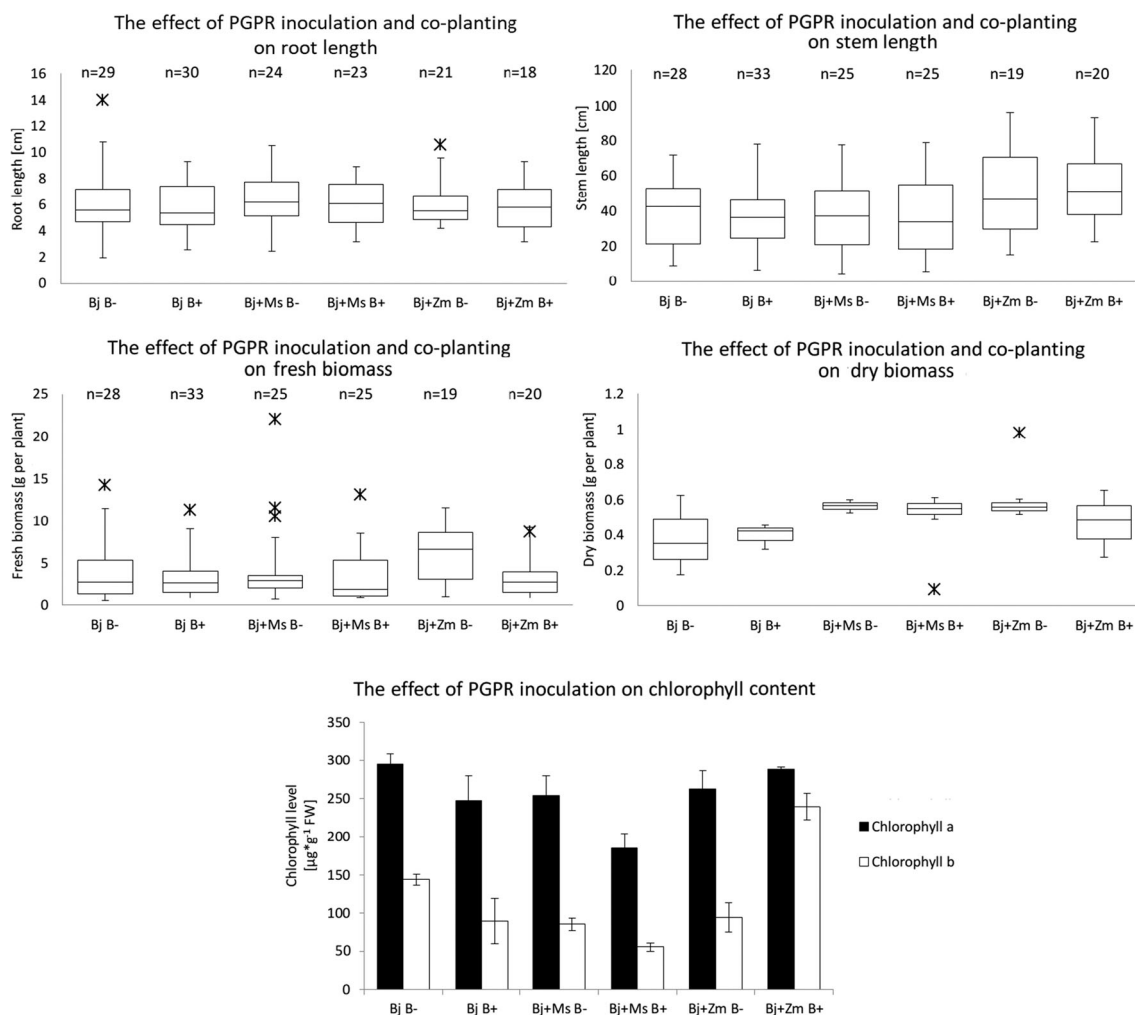 The effect of PGPR inoculation and co-planting
on root length
n=29 n=30 n=24 n=23 n=21 n=18
Root length [cm]
16
14
12
10
8
6
4
2
0
Bj B- Bj B+ Bj+Ms B- Bj+Ms B+ Bj+Zm B- Bj+Zm B+
The effect of PGPR inoculation and co-planting
on stem length
n=28 n=33 n=25 n=25 n=19 n=20
Stem length [cm]
120
100
80
60
40
20
0
Bj B- Bj B+ Bj+Ms B- Bj+Ms B+ Bj+Zm B- Bj+Zm B+
The effect of PGPR inoculation and co-planting
on fresh biomass
n=28 n=33 n=25 n=25 n=19 n=20
Fresh biomass [g per plant]
25
20
15
10
5
0
Bj B- Bj B+ Bj+Ms B- Bj+Ms B+ Bj+Zm B- Bj+Zm B+
The effect of PGPR inoculation and co-planting
on dry biomass
Dry biomass [g per plant]
1.2
1
0.8
0.6
0.4
0.2
0
Bj B- Bj B+ Bj+Ms B- Bj+Ms B+ Bj+Zm B- Bj+Zm B+
The effect of PGPR inoculation on chlorophyll content
Chlorophyll level
[µg*g⁻¹ FW]
350
300
250
200
150
100
50
0
Bj B- Bj B+ Bj+Ms B- Bj+Ms B+ Bj+Zm B- Bj+Zm B+
Chlorophyll a
Chlorophyll b